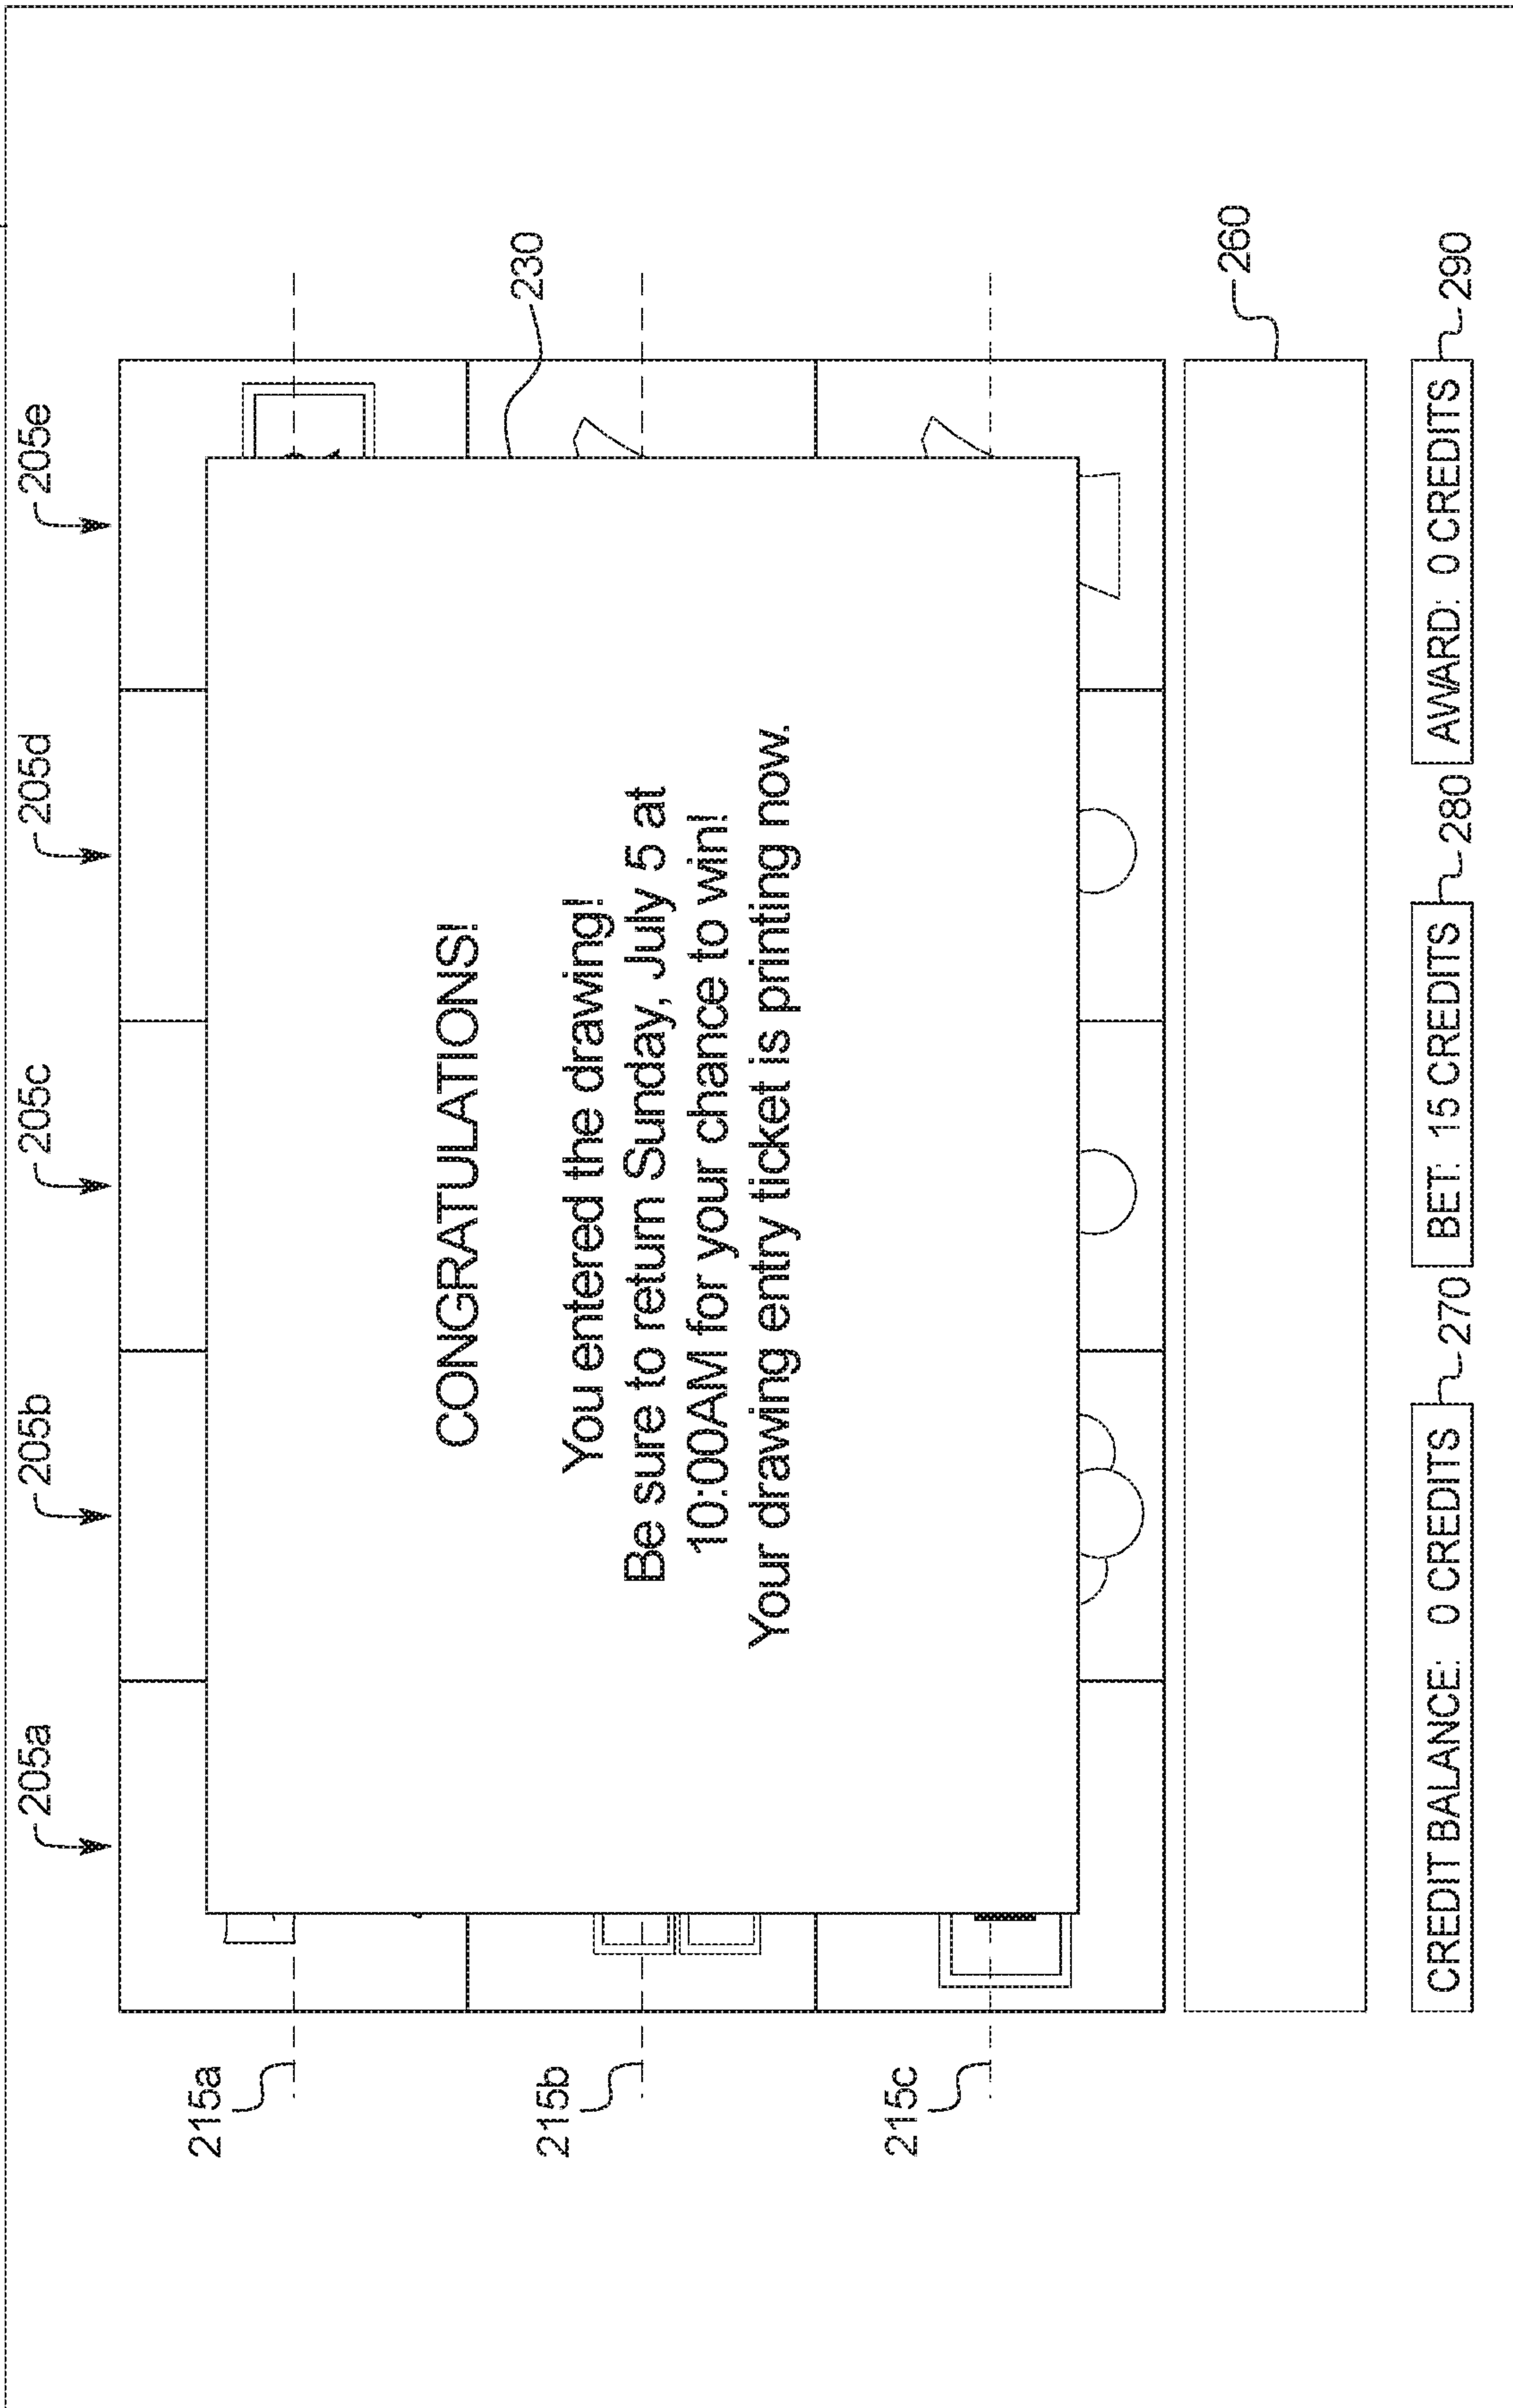 205a
205b
205c
205d
205e
215a
CONGRATULATIONS!
230
You entered the drawing!
215b
Be sure to return Sunday, July 5 at
10:00AM for your chance to win!
Your drawing entry ticket is printing now.
215c
260
CREDIT BALANCE: 0 CREDITS
270
BET: 15 CREDITS
280
AWARD: 0 CREDITS
290